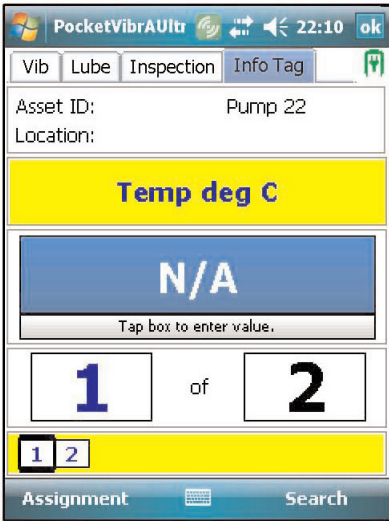 PocketVibrAUltr 22:10 ok
Vib Lube Inspection Info Tag
Asset ID: Pump 22
Location:
Temp deg C
N/A
Tap box to enter value.
1 of 2
1 2
Assignment Search